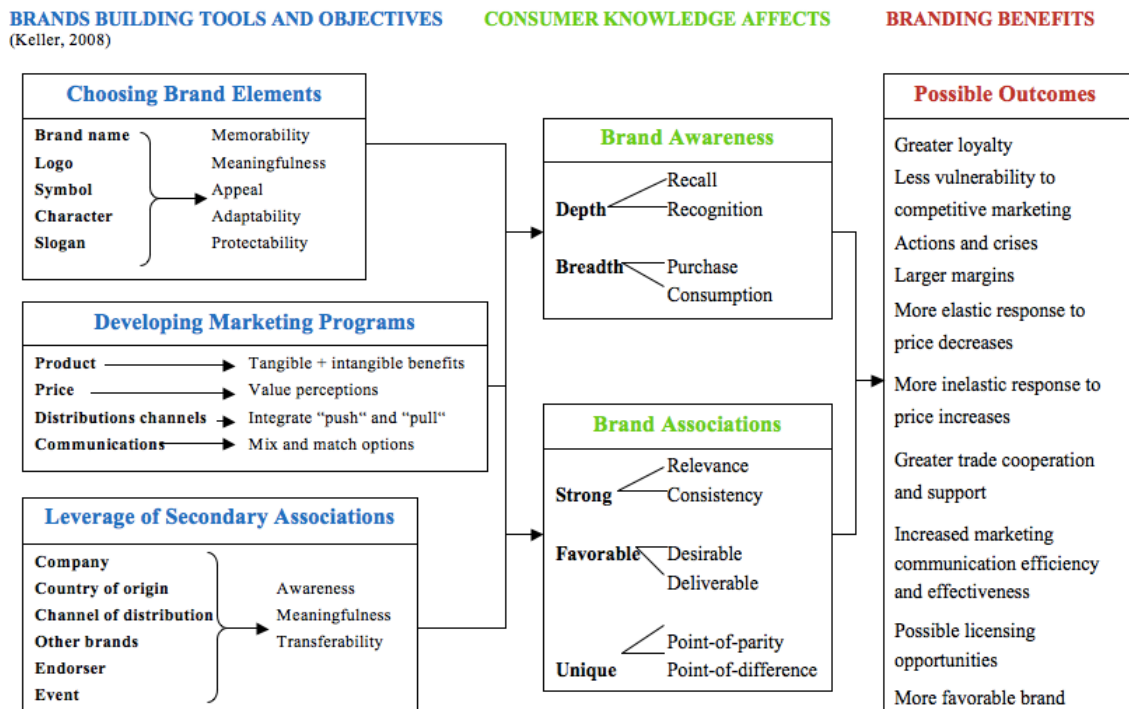 BRANDS BUILDING TOOLS AND OBJECTIVES
(Keller, 2008)
CONSUMER KNOWLEDGE AFFECTS
BRANDING BENEFITS
Choosing Brand Elements
Brand name
Logo
Symbol
Character
Slogan
Memorability
Meaningfulness
Appeal
Adaptability
Protectability
Developing Marketing Programs
Product Tangible + intangible benefits
Price Value perceptions
Distributions channels Integrate “push“ and “pull“
Communications Mix and match options
Leverage of Secondary Associations
Company
Country of origin
Channel of distribution
Other brands
Endorser
Event
Awareness
Meaningfulness
Transferability
Brand Awareness
Depth
Recall
Recognition
Breadth
Purchase
Consumption
Brand Associations
Strong
Relevance
Consistency
Favorable
Desirable
Deliverable
Unique
Point-of-parity
Point-of-difference
Possible Outcomes
Greater loyalty
Less vulnerability to
competitive marketing
Actions and crises
Larger margins
More elastic response to
price decreases
More inelastic response to
price increases
Greater trade cooperation
and support
Increased marketing
communication efficiency
and effectiveness
Possible licensing
opportunities
More favorable brand